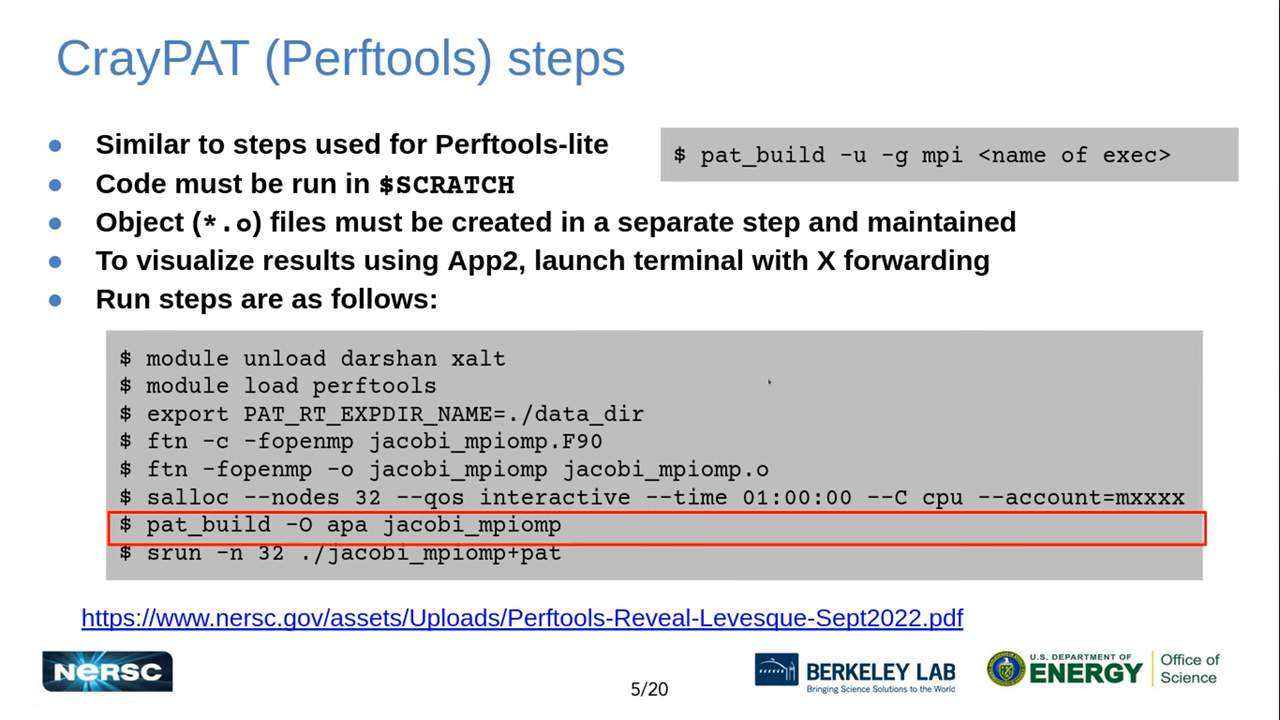 CrayPAT (Perftools) steps
● Similar to steps used for Perftools-lite
$ pat_build -u -g mpi <name of exec>
● Code must be run in $SCRATCH
● Object (*.o) files must be created in a separate step and maintained
● To visualize results using App2, launch terminal with X forwarding
● Run steps are as follows:
$ module unload darshan xalt
$ module load perftools
$ export PAT_RT_EXPDIR_NAME=./data_dir
$ ftn -c -fopenmp jacobi_mpiomp.F90
$ ftn -fopenmp -o jacobi_mpiomp jacobi_mpiomp.o
$ salloc --nodes 32 --qos interactive --time 01:00:00 --C cpu --account=mxxxx
$ pat_build -O apa jacobi_mpiomp
$ srun -n 32 ./jacobi_mpiomp+pat
https://www.nersc.gov/assets/Uploads/Perftools-Reveal-Levesque-Sept2022.pdf
NERSC
5/20
BERKELEY LAB
Bringing Science Solutions to the World
U.S. DEPARTMENT OF
ENERGY
Office of
Science